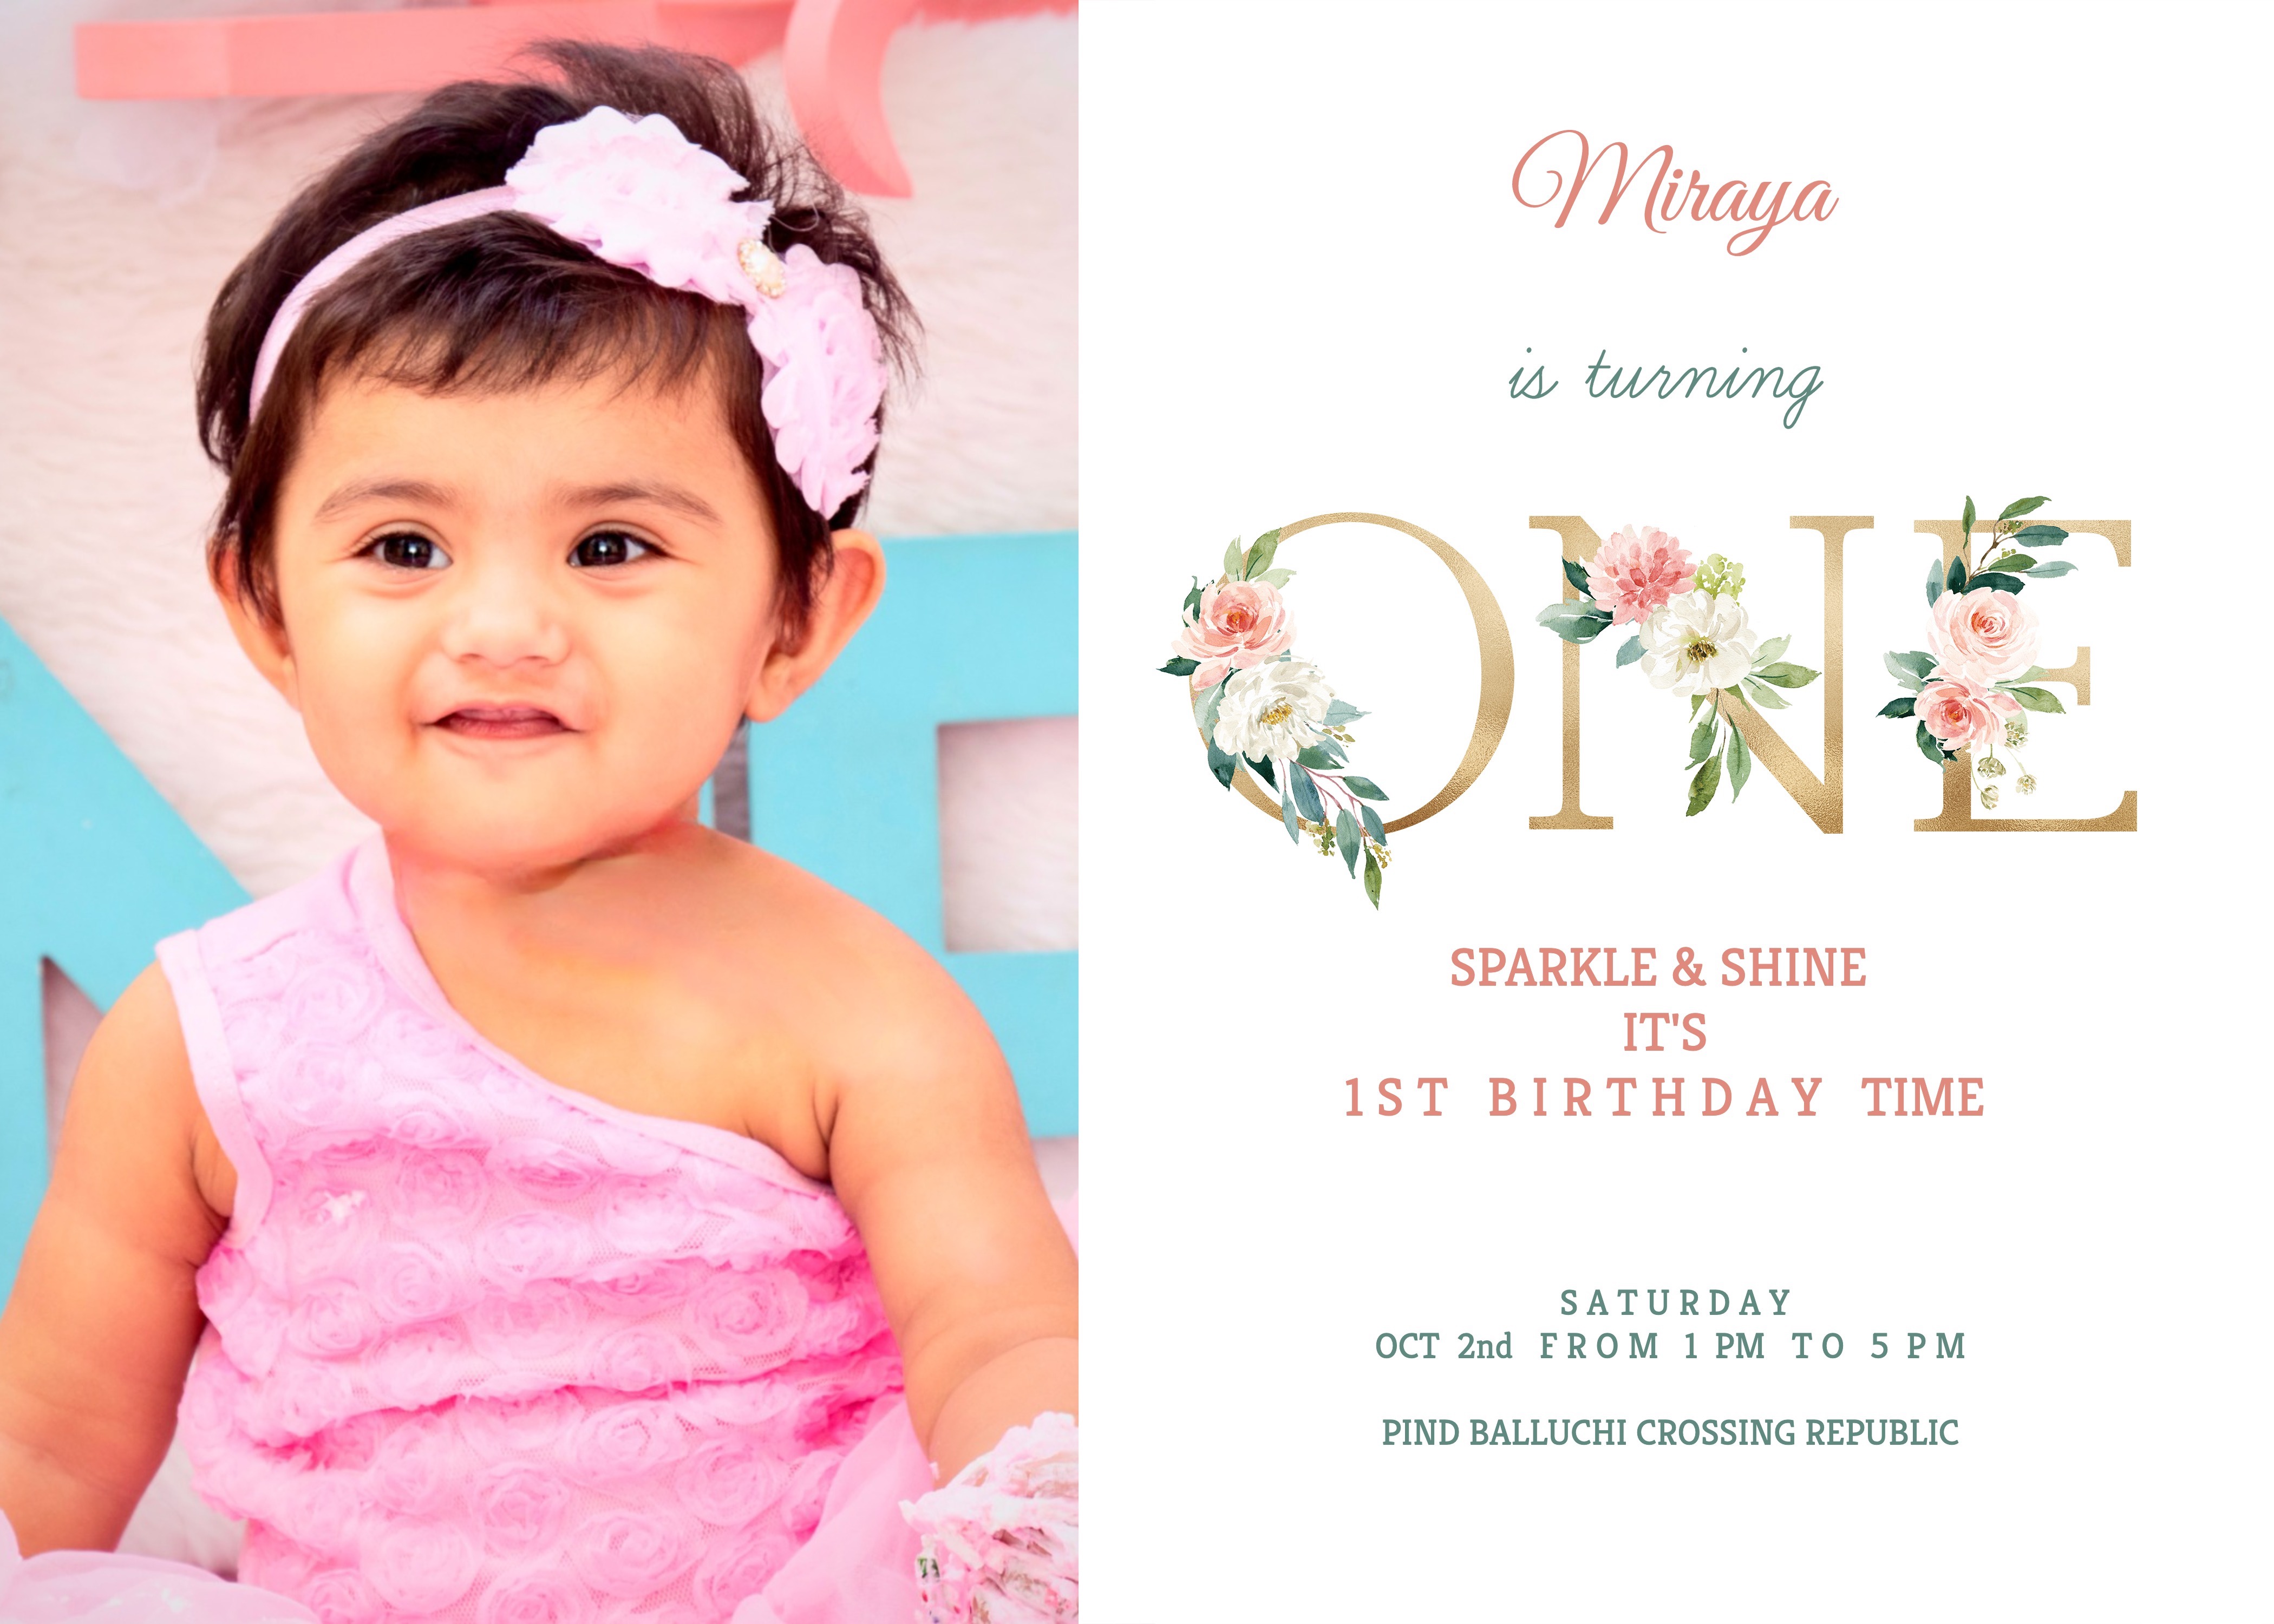 Miraya
is turning
ONE
SPARKLE & SHINE
IT'S
1ST BIRTHDAY TIME
SATURDAY
OCT 2nd FROM 1 PM TO 5 PM
PIND BALLUCHI CROSSING REPUBLIC